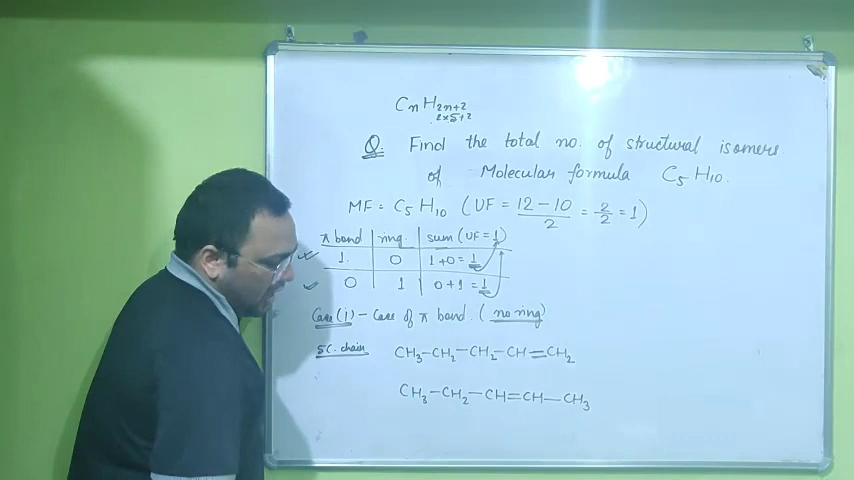 CnH2n+2
2×5+2
Q. Find the total no. of structural isomers
of Molecular formula C5H10.
MF = C5H10 (UF = 12-10/2 = 2/2 = 1)
π bond ring sum (UF = 1)
1. 0 1+0=1
0 1 0+1=1
Case(i) - Case of π bond. (no ring)
5C. chain CH3-CH2-CH2-CH=CH2
CH3-CH2-CH=CH-CH3